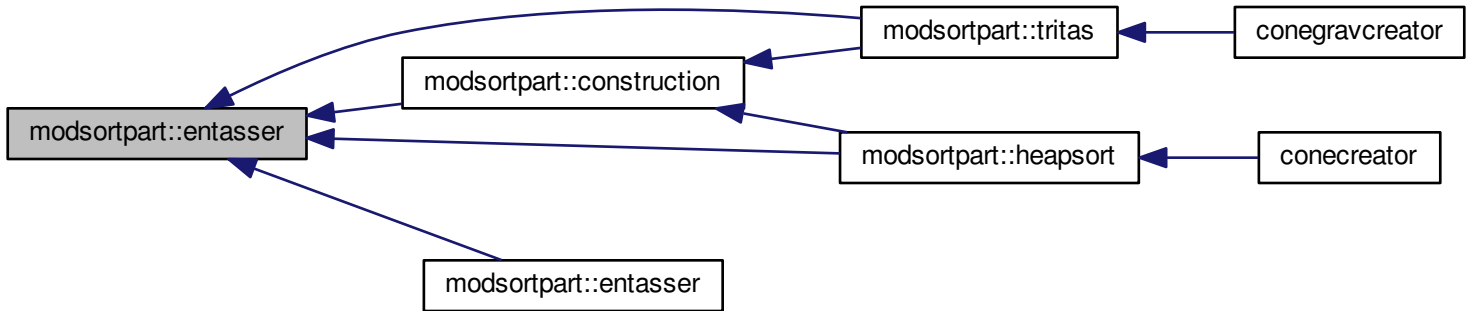 modsortpart::entasser
modsortpart::construction
modsortpart::tritas
conegravcreator
modsortpart::heapsort
conecreator
modsortpart::entasser